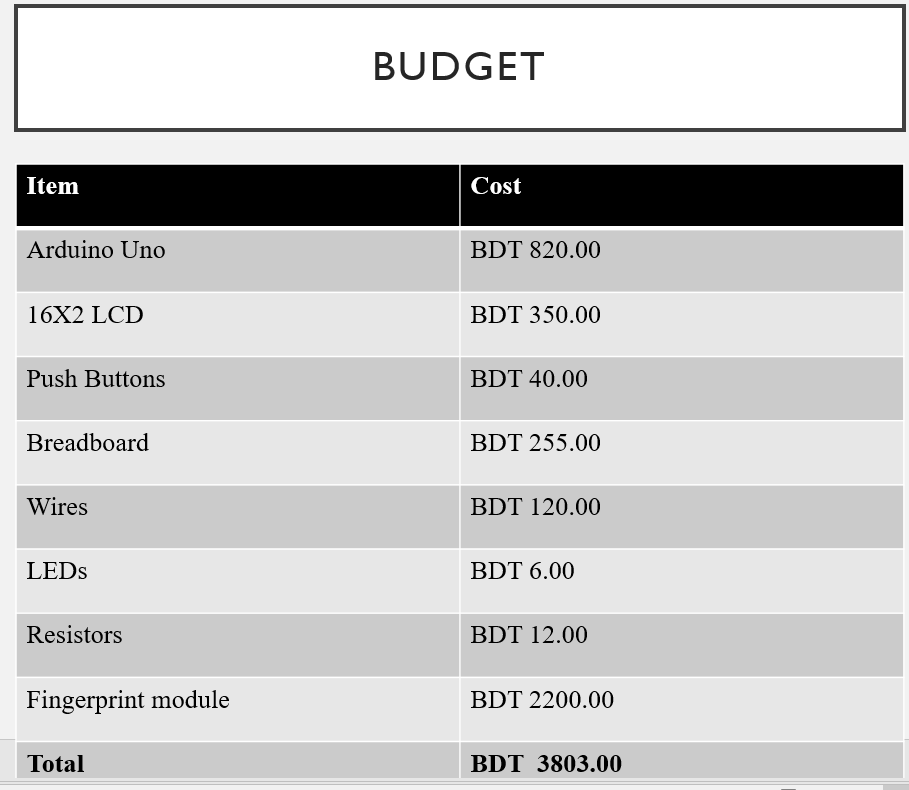 BUDGET
Item Cost
Arduino Uno BDT 820.00
16X2 LCD BDT 350.00
Push Buttons BDT 40.00
Breadboard BDT 255.00
Wires BDT 120.00
LEDs BDT 6.00
Resistors BDT 12.00
Fingerprint module BDT 2200.00
Total BDT  3803.00